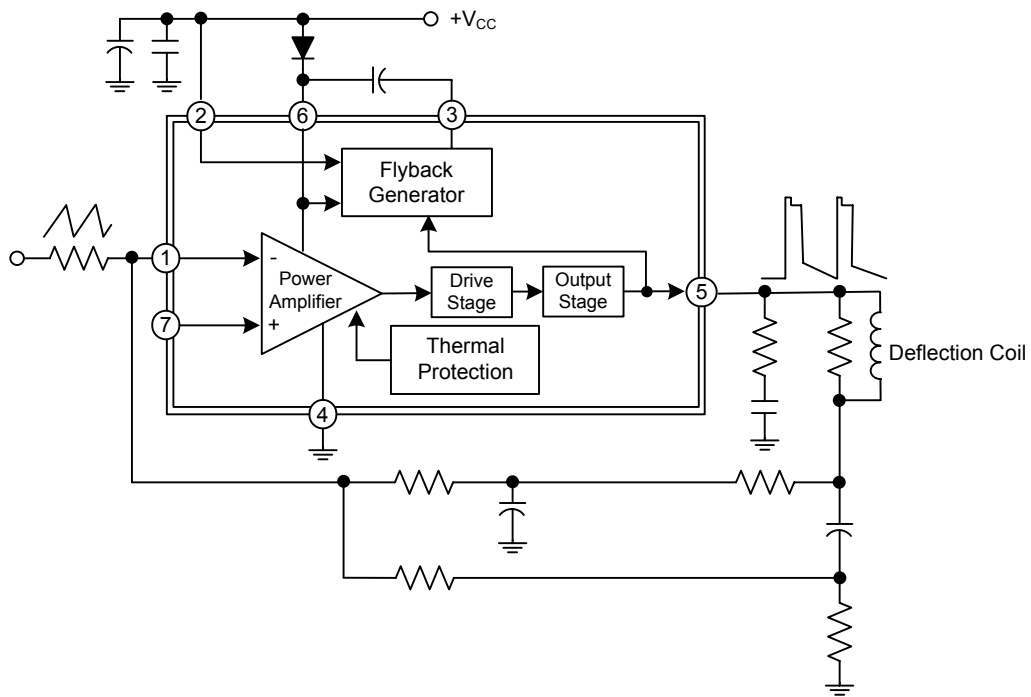 +VCC
2
6
3
Flyback
Generator
1
-
Power
Amplifier
Drive
Stage
Output
Stage
5
7
+
Thermal
Protection
Deflection Coil
4